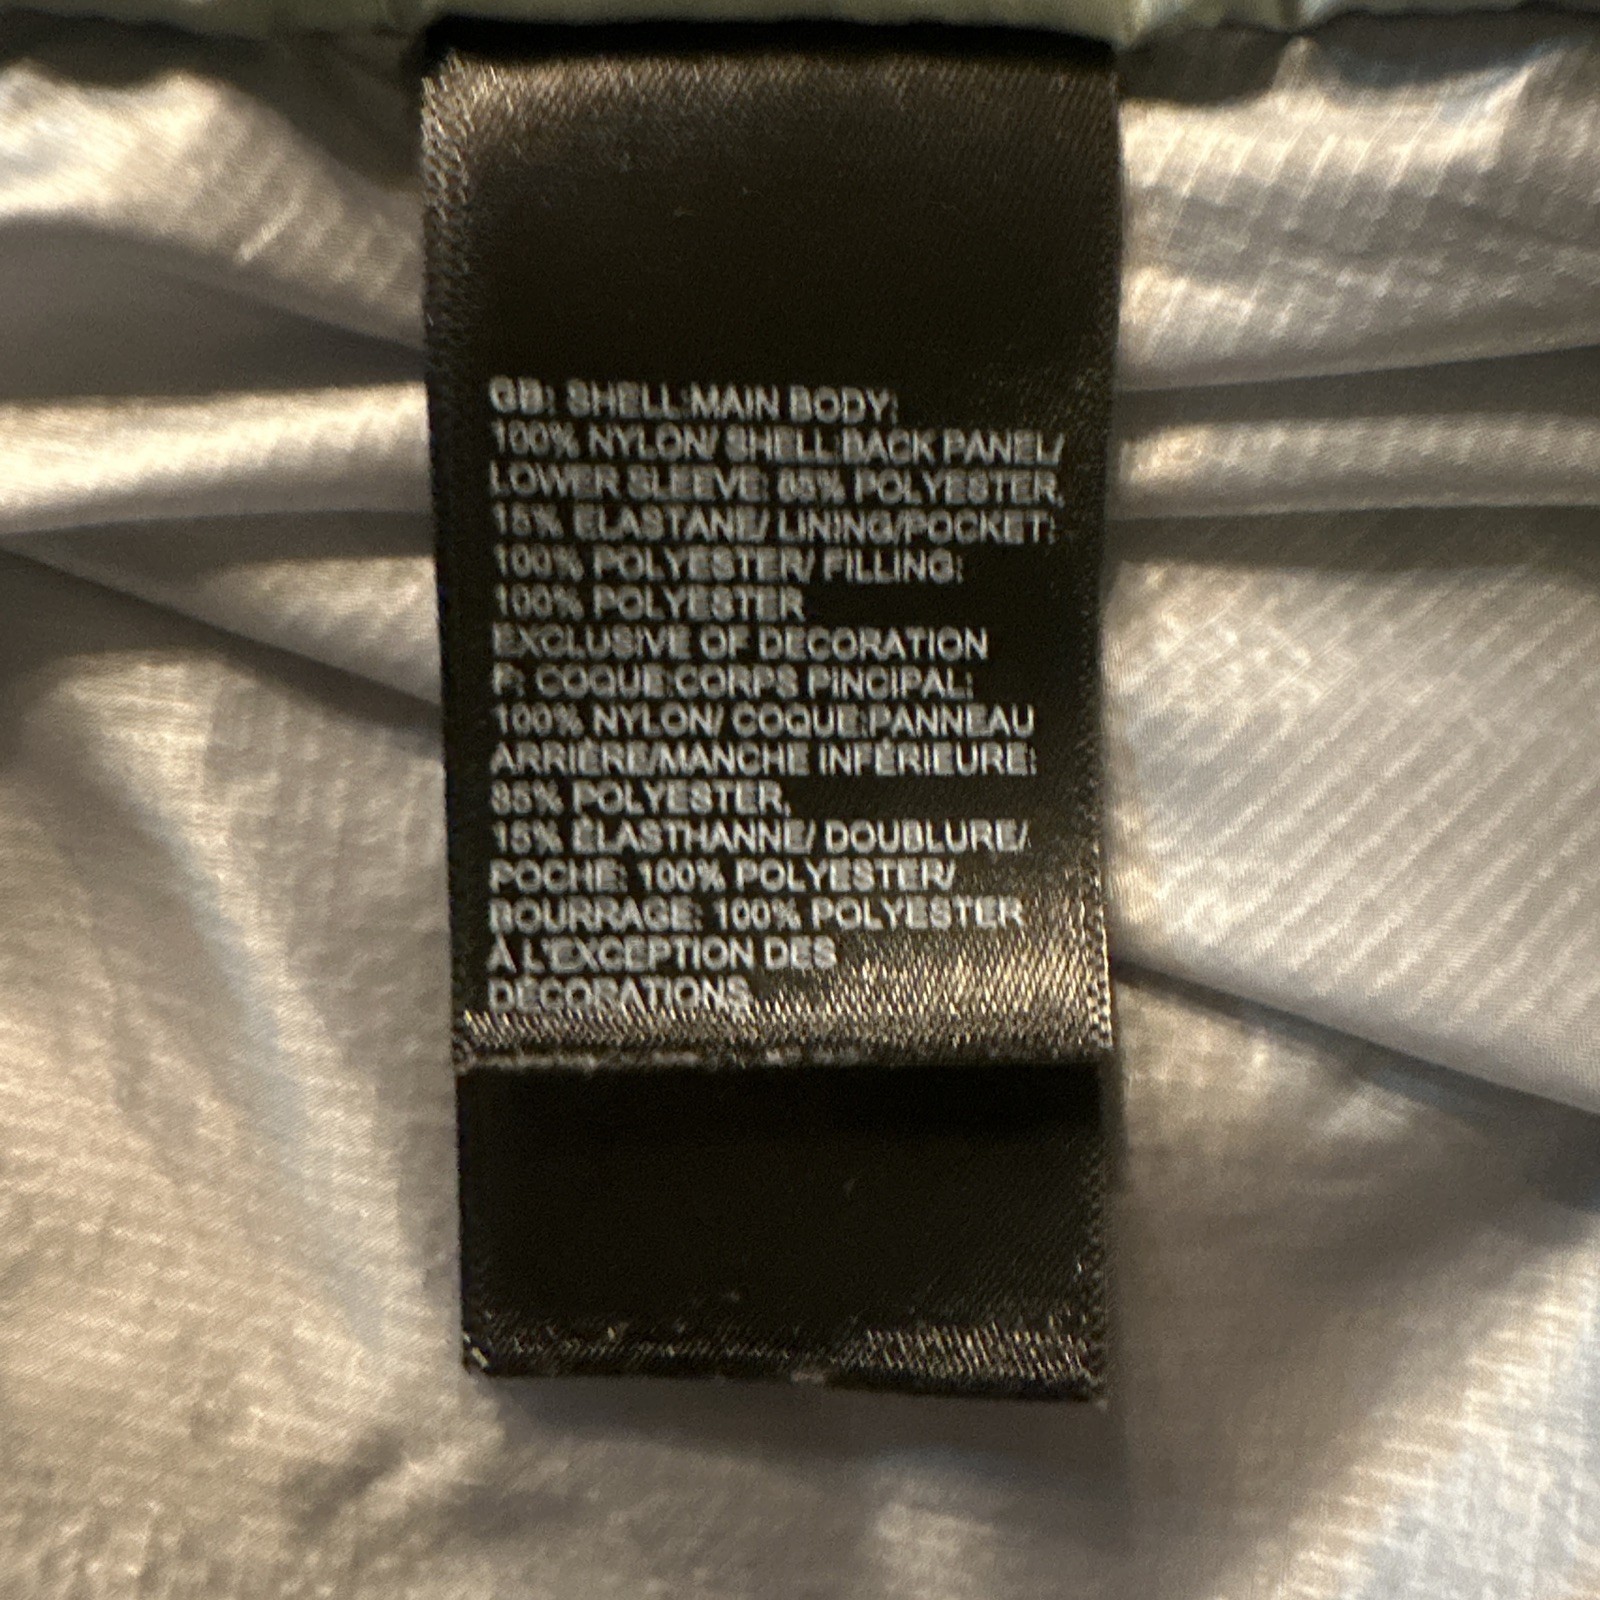 GB: SHELL:MAIN BODY:
100% NYLON/ SHELL:BACK PANEL/
LOWER SLEEVE: 85% POLYESTER,
15% ELASTANE/ LINING/POCKET:
100% POLYESTER/ FILLING:
100% POLYESTER
EXCLUSIVE OF DECORATION
F: COQUE:CORPS PINCIPAL:
100% NYLON/ COQUE:PANNEAU
ARRIÈRE/MANCHE INFÉRIEURE:
85% POLYESTER,
15% ÉLASTHANNE/ DOUBLURE/
POCHE: 100% POLYESTER/
BOURRAGE: 100% POLYESTER
À L'EXCEPTION DES
DÉCORATIONS